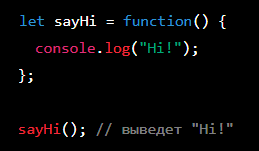 let sayHi = function() {
  console.log("Hi!");
};

sayHi(); // выведет "Hi!"